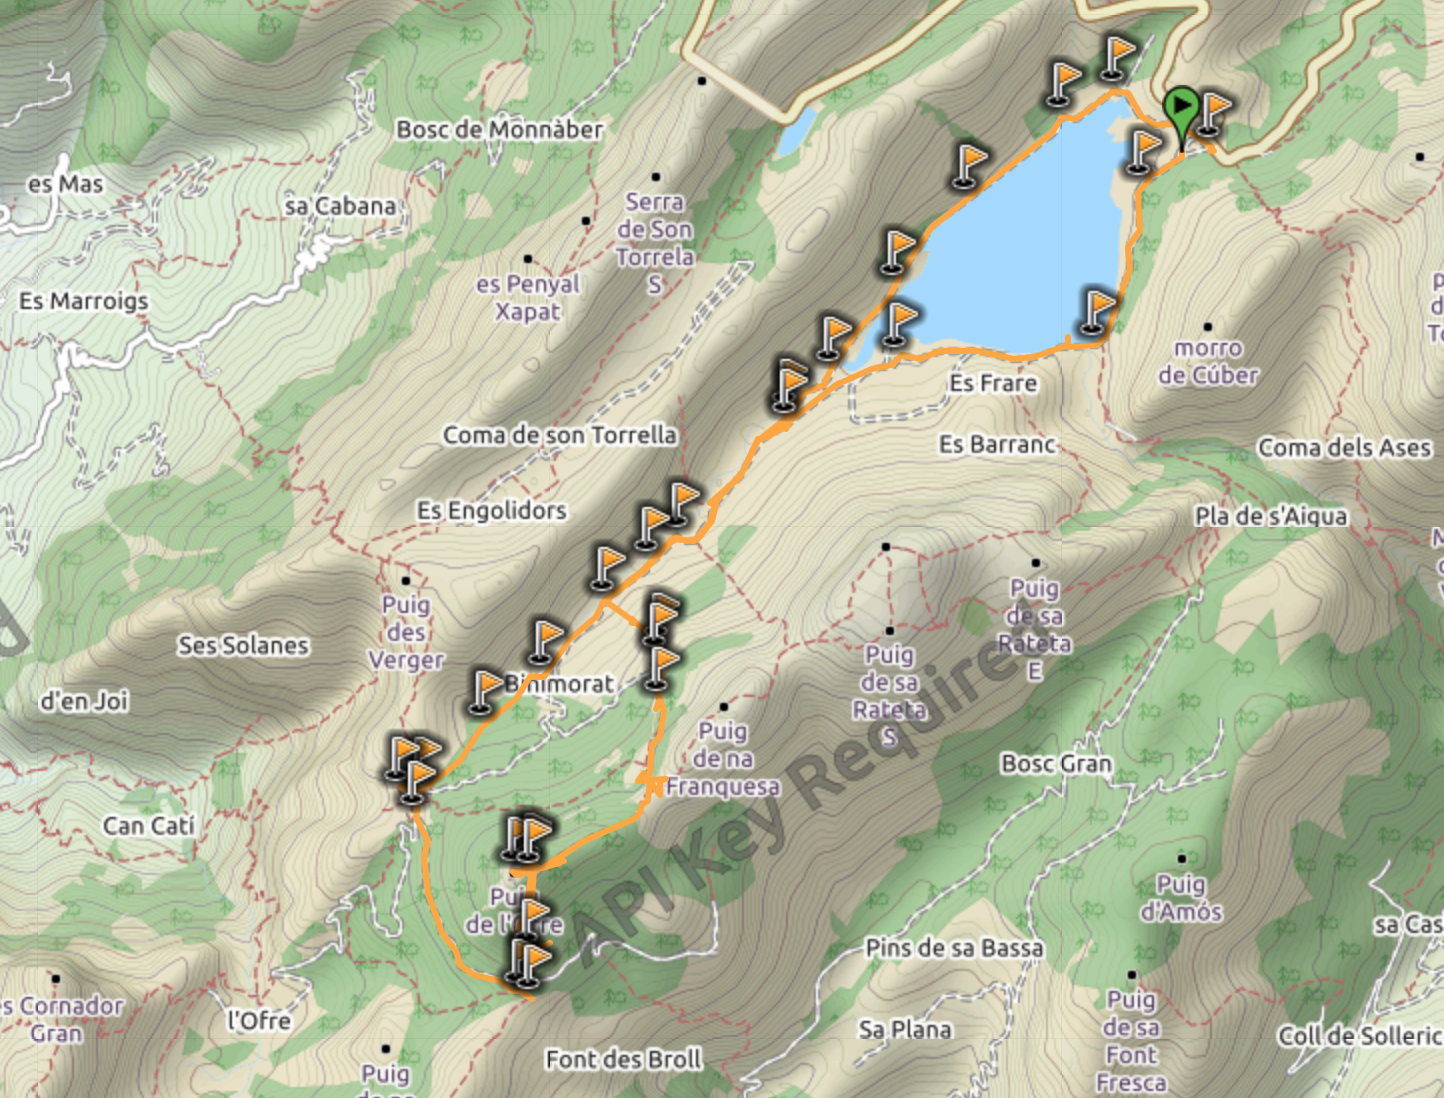 Bosc de Monnàber
es Mas
sa Cabana
Serra
de Son
Torrela
S
es Penyal
Xapat
Es Marroigs
morro
de Cúber
Es Frare
Coma de son Torrella
Es Barranc
Coma dels Ases
Es Engolidors
Pla de s'Aigua
Puig
des
Verger
Puig
de sa
Rateta
E
Ses Solanes
Puig
de sa
Rateta
S
d'en Joi
Binimorat
Puig
de na
Franquesa
Bosc Gran
Can Catí
API Key Required
Puig
de l'Ofre
Puig
d'Amós
sa Cas
Pins de sa Bassa
es Cornador
Gran
l'Ofre
Sa Plana
Puig
de sa
Font
Fresca
Coll de Solleric
Font des Broll
Puig